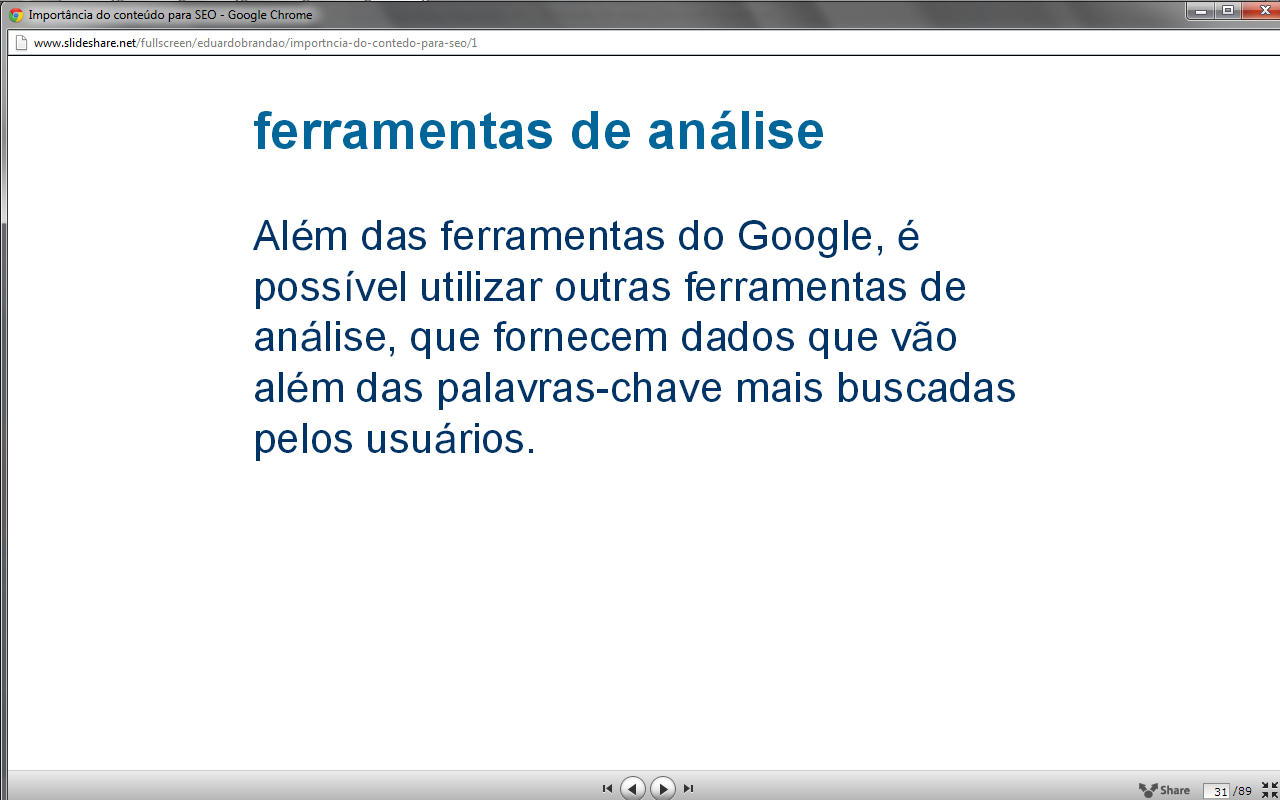 Importância do conteúdo para SEO - Google Chrome
www.slideshare.net/fullscreen/eduardobrandao/importncia-do-contedo-para-seo/1
ferramentas de análise
Além das ferramentas do Google, é
possível utilizar outras ferramentas de
análise, que fornecem dados que vão
além das palavras-chave mais buscadas
pelos usuários.
Share 31 /89